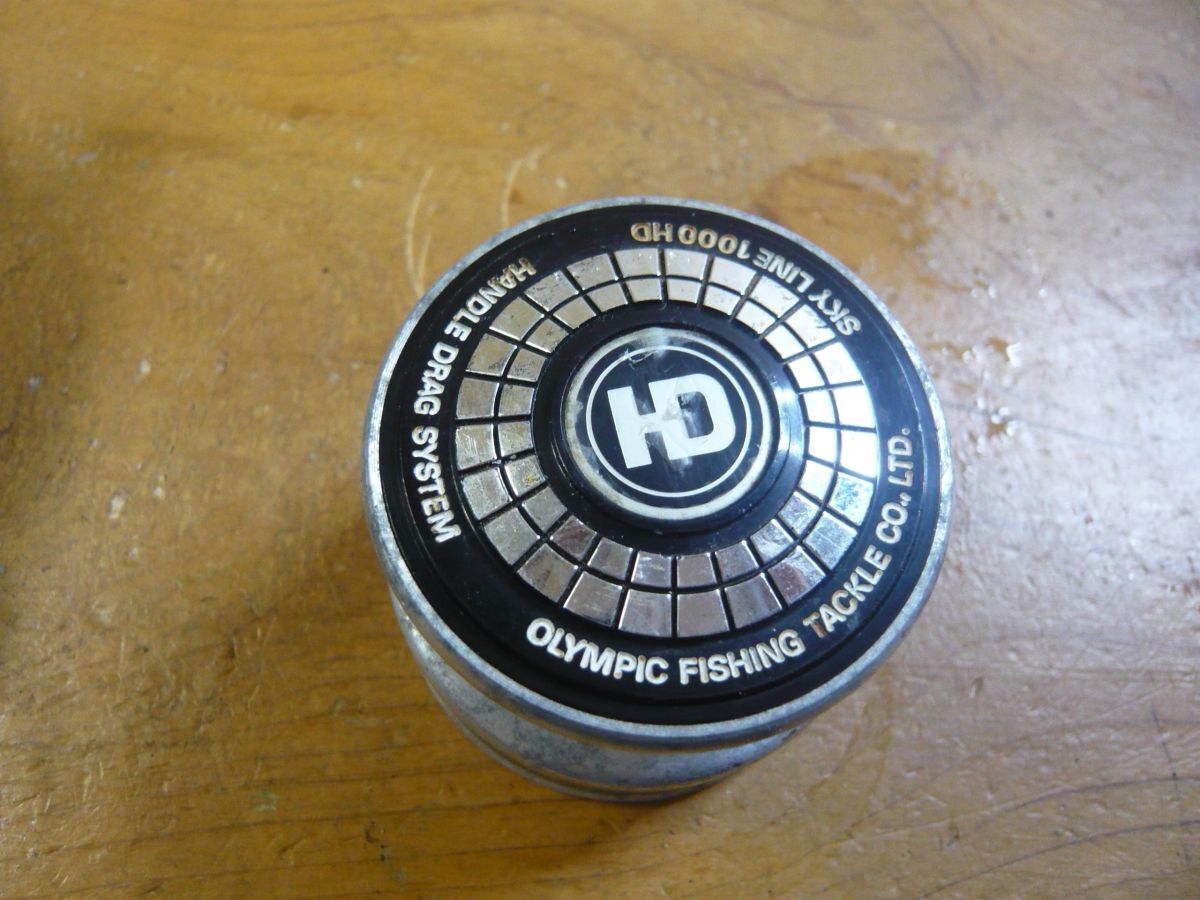 SKY LINE 1000 HD
HANDLE DRAG SYSTEM
OLYMPIC FISHING TACKLE CO., LTD.
HD